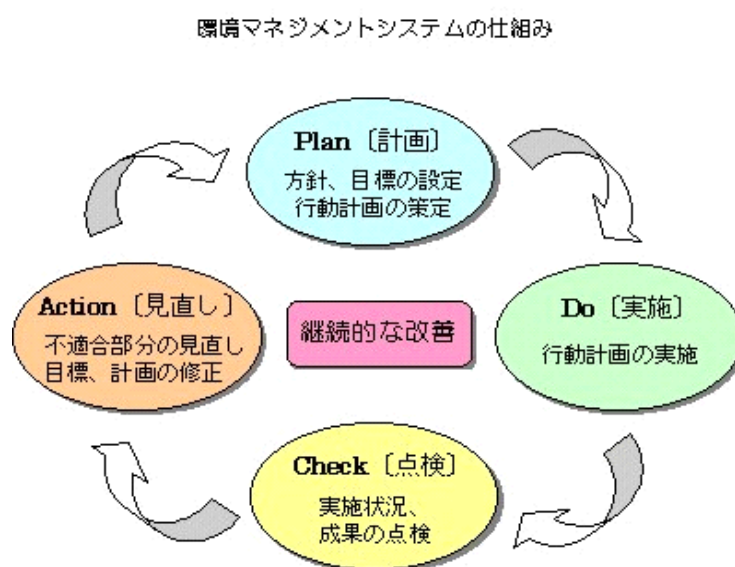 環境マネジメントシステムの仕組み
Plan〔計画〕
方針、目標の設定
行動計画の策定
Do〔実施〕
行動計画の実施
Check〔点検〕
実施状況、
成果の点検
Action〔見直し〕
不適合部分の見直し
目標、計画の修正
継続的な改善